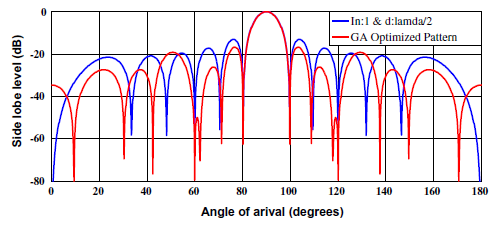 0
-20
-40
-60
-80
Side lobe level (dB)
In:1 & d:lamda/2
GA Optimized Pattern
0 20 40 60 80 100 120 140 160 180
Angle of arival (degrees)